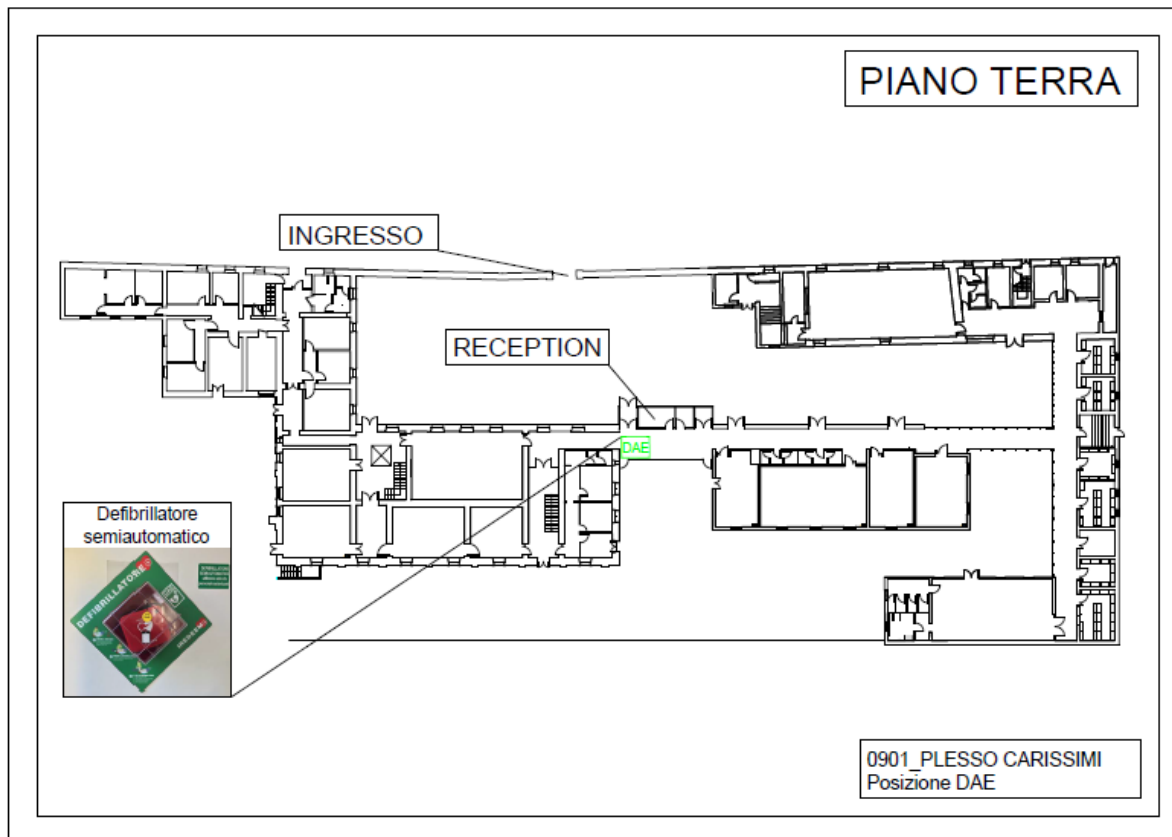 PIANO TERRA
INGRESSO
RECEPTION
DAE
Defibrillatore
semiautomatico
DEFIBRILLATORE
0901_PLESSO CARISSIMI
Posizione DAE